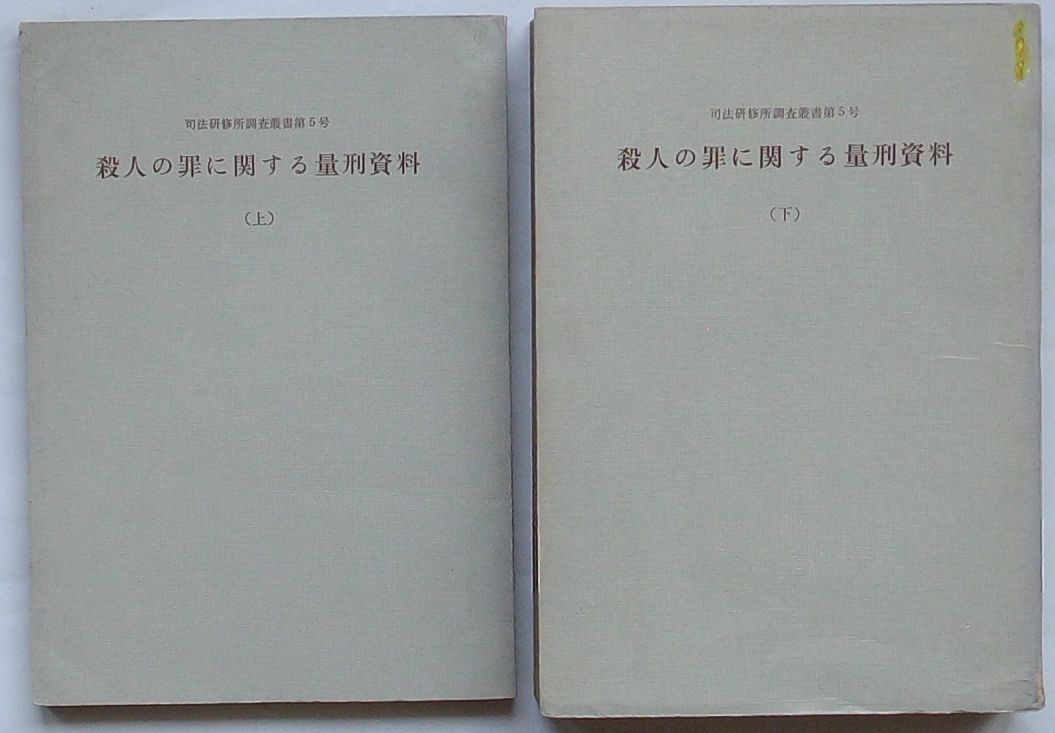 司法研修所調査叢書第5号
殺人の罪に関する量刑資料
(上)
司法研修所調査叢書第5号
殺人の罪に関する量刑資料
(下)